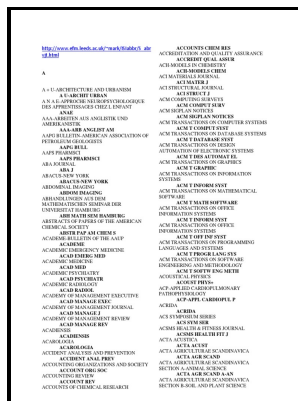 http://www.efm.leeds.ac.uk/~mark/ISIabbr/S_abrvjt.html
A
A + U-ARCHITECTURE AND URBANISM
A U-ARCHIT URBAN
A N A E-APPROCHE NEUROPSYCHOLOGIQUE
DES APPRENTISSAGES CHEZ L ENFANT
ANAE
AAA-ARBEITEN AUS ANGLISTIK UND
AMERIKANISTIK
AAA-ARB ANGLIST AM
AAPG BULLETIN-AMERICAN ASSOCIATION OF
PETROLEUM GEOLOGISTS
AAPG BULL
AAPS PHARMSCI
AAPS PHARMSCI
ABA JOURNAL
ABA J
ABACUS-NEW YORK
ABACUS-NEW YORK
ABDOMINAL IMAGING
ABDOM IMAGING
ABHANDLUNGEN AUS DEM
MATHEMATISCHEN SEMINAR DER
UNIVERSITAT HAMBURG
ABH MATH SEM HAMBURG
ABSTRACTS OF PAPERS OF THE AMERICAN
CHEMICAL SOCIETY
ABSTR PAP AM CHEM S
ACADEME-BULLETIN OF THE AAUP
ACADEME
ACADEMIC EMERGENCY MEDICINE
ACAD EMERG MED
ACADEMIC MEDICINE
ACAD MED
ACADEMIC PSYCHIATRY
ACAD PSYCHIATR
ACADEMIC RADIOLOGY
ACAD RADIOL
ACADEMY OF MANAGEMENT EXECUTIVE
ACAD MANAGE EXEC
ACADEMY OF MANAGEMENT JOURNAL
ACAD MANAGE J
ACADEMY OF MANAGEMENT REVIEW
ACAD MANAGE REV
ACADIENSIS
ACADIENSIS
ACAROLOGIA
ACAROLOGIA
ACCIDENT ANALYSIS AND PREVENTION
ACCIDENT ANAL PREV
ACCOUNTING ORGANIZATIONS AND SOCIETY
ACCOUNT ORG SOC
ACCOUNTING REVIEW
ACCOUNT REV
ACCOUNTS OF CHEMICAL RESEARCH
ACCOUNTS CHEM RES
ACCREDITATION AND QUALITY ASSURANCE
ACCREDIT QUAL ASSUR
ACH-MODELS IN CHEMISTRY
ACH-MODELS CHEM
ACI MATERIALS JOURNAL
ACI MATER J
ACI STRUCTURAL JOURNAL
ACI STRUCT J
ACM COMPUTING SURVEYS
ACM COMPUT SURV
ACM SIGPLAN NOTICES
ACM SIGPLAN NOTICES
ACM TRANSACTIONS ON COMPUTER SYSTEMS
ACM T COMPUT SYST
ACM TRANSACTIONS ON DATABASE SYSTEMS
ACM T DATABASE SYST
ACM TRANSACTIONS ON DESIGN
AUTOMATION OF ELECTRONIC SYSTEMS
ACM T DES AUTOMAT EL
ACM TRANSACTIONS ON GRAPHICS
ACM T GRAPHIC
ACM TRANSACTIONS ON INFORMATION
SYSTEMS
ACM T INFORM SYST
ACM TRANSACTIONS ON MATHEMATICAL
SOFTWARE
ACM T MATH SOFTWARE
ACM TRANSACTIONS ON OFFICE
INFORMATION SYSTEMS
ACM T INFORM SYST
ACM TRANSACTIONS ON OFFICE
INFORMATION SYSTEMS
ACM T OFF INF SYST
ACM TRANSACTIONS ON PROGRAMMING
LANGUAGES AND SYSTEMS
ACM T PROGR LANG SYS
ACM TRANSACTIONS ON SOFTWARE
ENGINEERING AND METHODOLOGY
ACM T SOFTW ENG METH
ACOUSTICAL PHYSICS
ACOUST PHYS+
ACP-APPLIED CARDIOPULMONARY
PATHOPHYSIOLOGY
ACP-APPL CARDIOPUL P
ACRIDA
ACRIDA
ACS SYMPOSIUM SERIES
ACS SYM SER
ACSMS HEALTH & FITNESS JOURNAL
ACSMS HEALTH FIT J
ACTA ACUSTICA
ACTA ACUST
ACTA AGRICULTURAE SCANDINAVICA
ACTA AGR SCAND
ACTA AGRICULTURAE SCANDINAVICA
SECTION A-ANIMAL SCIENCE
ACTA AGR SCAND A-AN
ACTA AGRICULTURAE SCANDINAVICA
SECTION B-SOIL AND PLANT SCIENCE